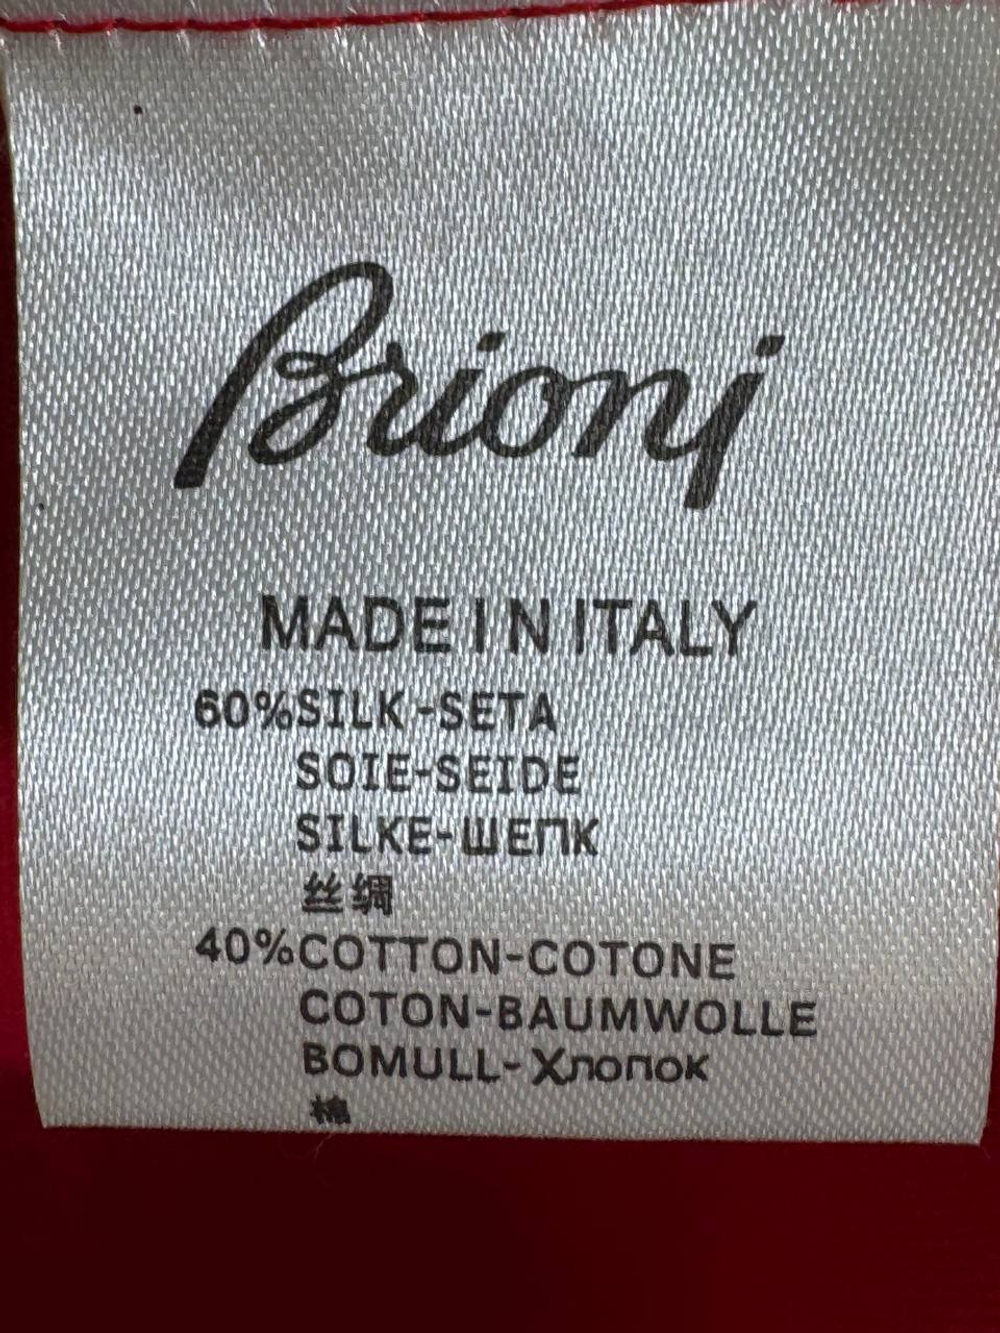 Brioni
MADE IN ITALY
60%SILK-SETA
SOIE-SEIDE
SILKE-ШЕПК
丝绸
40%COTTON-COTONE
COTON-BAUMWOLLE
BOMULL-Хлопок
棉